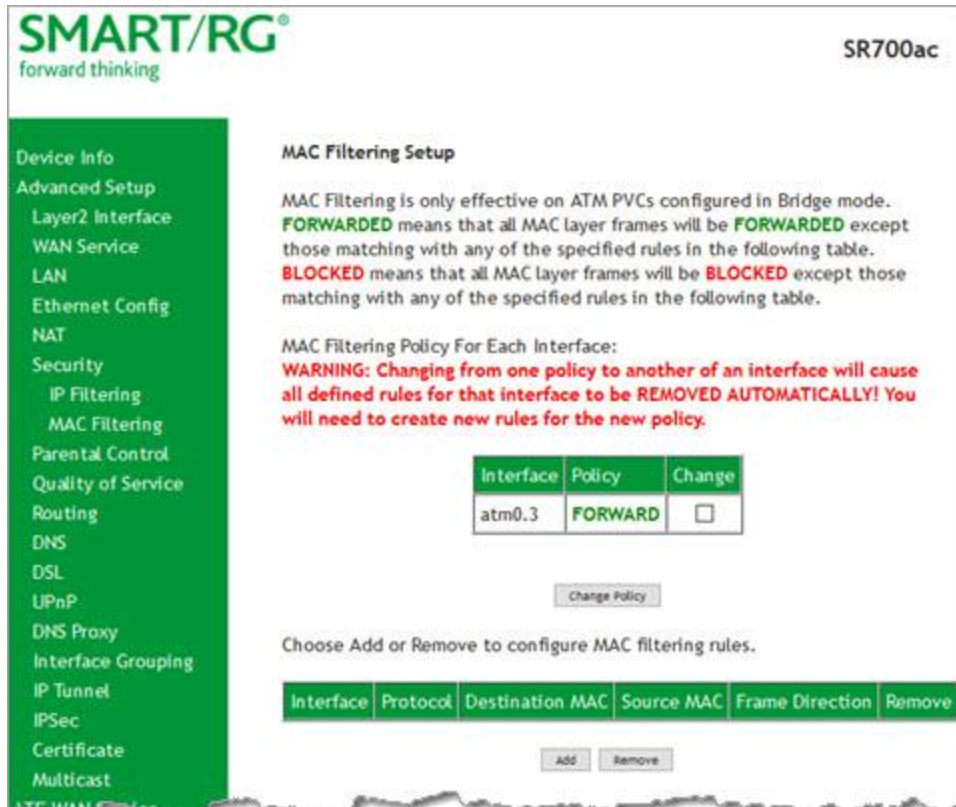 SMART/RG®
forward thinking
SR700ac
Device Info
Advanced Setup
Layer2 Interface
WAN Service
LAN
Ethernet Config
NAT
Security
IP Filtering
MAC Filtering
Parental Control
Quality of Service
Routing
DNS
DSL
UPnP
DNS Proxy
Interface Grouping
IP Tunnel
IPSec
Certificate
Multicast
MAC Filtering Setup
MAC Filtering is only effective on ATM PVCs configured in Bridge mode.
FORWARDED means that all MAC layer frames will be FORWARDED except
those matching with any of the specified rules in the following table.
BLOCKED means that all MAC layer frames will be BLOCKED except those
matching with any of the specified rules in the following table.
MAC Filtering Policy For Each Interface:
WARNING: Changing from one policy to another of an interface will cause
all defined rules for that interface to be REMOVED AUTOMATICALLY! You
will need to create new rules for the new policy.
Interface Policy Change
atm0.3 FORWARD
Change Policy
Choose Add or Remove to configure MAC filtering rules.
Interface Protocol Destination MAC Source MAC Frame Direction Remove
Add Remove